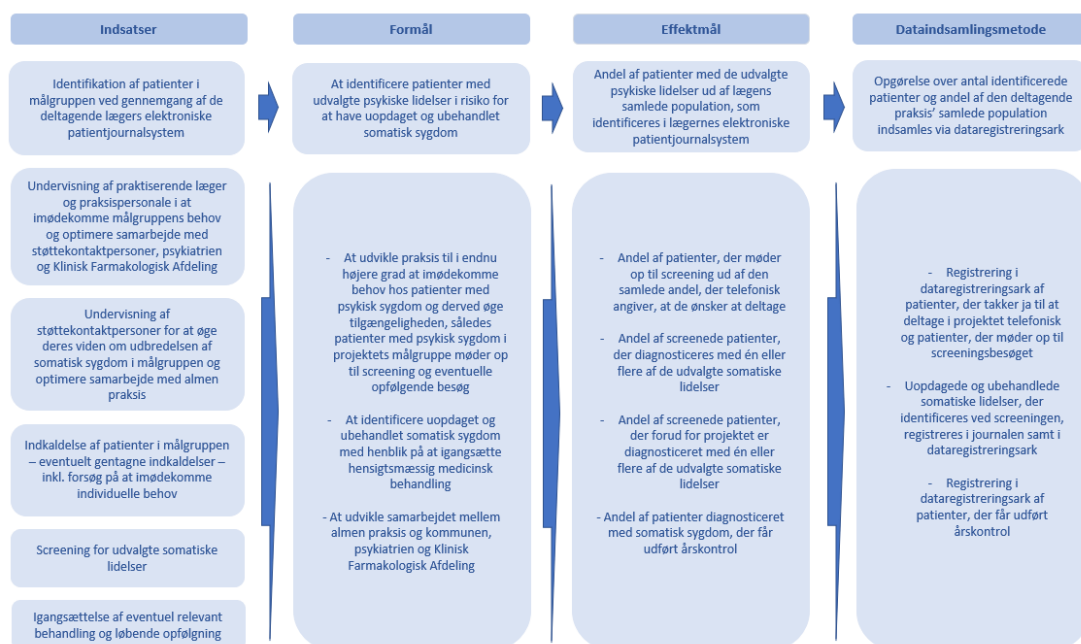 Indsatser
Formål
Effektmål
Dataindsamlingsmetode
Identifikation af patienter i
målgruppen ved gennemgang af de
deltagende lægers elektroniske
patientjournalsystem
At identificere patienter med
udvalgte psykiske lidelser i risiko for
at have uopdaget og ubehandlet
somatisk sygdom
Andel af patienter med de udvalgte
psykiske lidelser ud af lægens
samlede population, som
identificeres i lægernes elektroniske
patientjournalsystem
Opgørelse over antal identificerede
patienter og andel af den deltagende
praksis' samlede population
indsamles via dataregistreringsark
Undervisning af praktiserende læger
og praksispersonale i at
imødekomme målgruppens behov
og optimere samarbejde med
støttekontaktpersoner, psykiatrien
og Klinisk Farmakologisk Afdeling
Undervisning af
støttekontaktpersoner for at øge
deres viden om udbredelsen af
somatisk sygdom i målgruppen og
optimere samarbejde med almen
praksis
Indkaldelse af patienter i målgruppen
– eventuelt gentagne indkaldelser –
inkl. forsøg på at imødekomme
individuelle behov
Screening for udvalgte somatiske
lidelser
Igangsættelse af eventuel relevant
behandling og løbende opfølgning
- At udvikle praksis til i endnu
højere grad at imødekomme
behov hos patienter med
psykisk sygdom og derved øge
tilgængeligheden, således
patienter med psykisk sygdom i
projektets målgruppe møder op
til screening og eventuelle
opfølgende besøg
- At identificere uopdaget og
ubehandlet somatisk sygdom
med henblik på at igangsætte
hensigtsmæssig medicinsk
behandling
- At udvikle samarbejdet mellem
almen praksis og kommunen,
psykiatrien og Klinisk
Farmakologisk Afdeling
- Andel af patienter, der møder
op til screening ud af den
samlede andel, der telefonisk
angiver, at de ønsker at deltage
- Andel af screenede patienter,
der diagnosticeres med én eller
flere af de udvalgte somatiske
lidelser
- Andel af screenede patienter,
der forud for projektet er
diagnosticeret med én eller
flere af de udvalgte somatiske
lidelser
- Andel af patienter diagnosticeret
med somatisk sygdom, der får
udført årskontrol
- Registrering i
dataregistreringsark af
patienter, der takker ja til at
deltage i projektet telefonisk
og patienter, der møder op til
screeningsbesøget
- Uopdagede og ubehandlede
somatiske lidelser, der
identificeres ved screeningen,
registreres i journalen samt i
dataregistreringsark
- Registrering i
dataregistreringsark af
patienter, der får udført
årskontrol